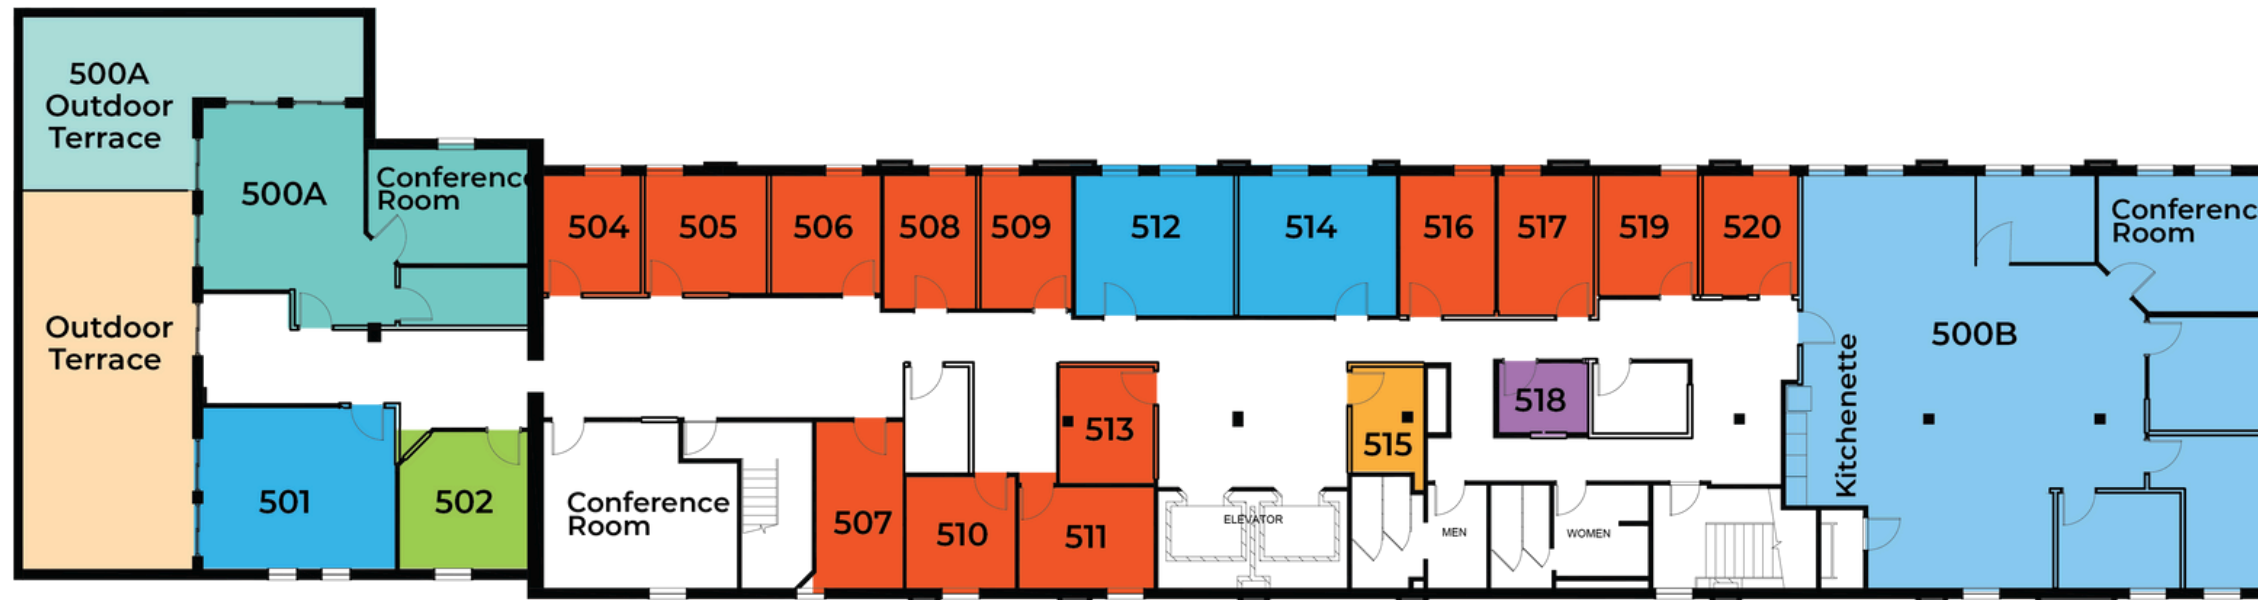 500A
Outdoor
Terrace
500A
Conference
Room
Outdoor
Terrace
501
502
504
505
506
508
509
512
514
516
517
519
520
Conference
Room
507
510
511
513
ELEVATOR
515
MEN
518
WOMEN
Kitchenette
500B
Conferenc
Room